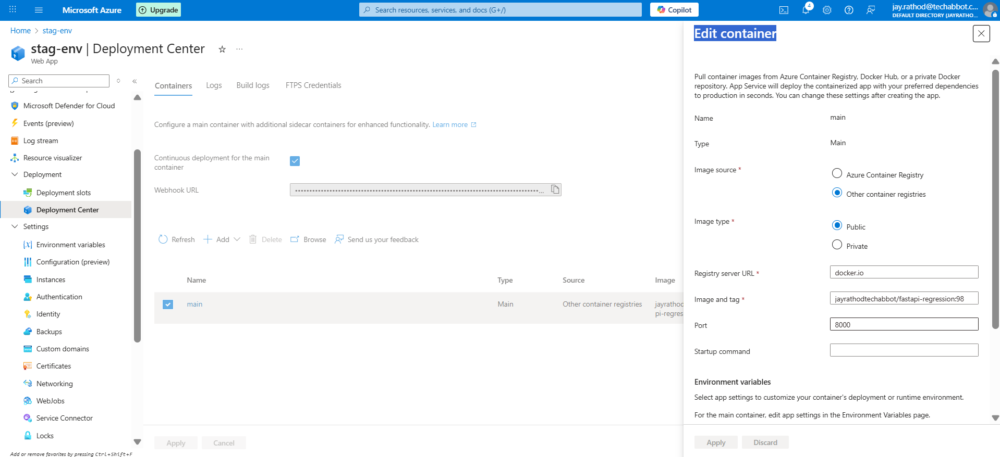 Microsoft Azure
Upgrade
Search resources, services, and docs (G+/)
Copilot
4
jay.rathod@techabbot.c...
DEFAULT DIRECTORY (JAYRATHO...
Home > stag-env
stag-env | Deployment Center
...
Web App
Search
Microsoft Defender for Cloud
Events (preview)
Log stream
Resource visualizer
Deployment
Deployment slots
Deployment Center
Settings
Environment variables
Configuration (preview)
Instances
Authentication
Identity
Backups
Custom domains
Certificates
Networking
WebJobs
Service Connector
Locks
Add or remove favorites by pressing Ctrl+Shift+F
Containers
Logs
Build logs
FTPS Credentials
Configure a main container with additional sidecar containers for enhanced functionality. Learn more
Continuous deployment for the main
container
Webhook URL
Refresh
Add
Delete
Browse
Send us your feedback
Name Type Source Image
main Main Other container registries jayrathod
pi-regres
Apply
Cancel
Edit container
Pull container images from Azure Container Registry, Docker Hub, or a private Docker
repository. App Service will deploy the containerized app with your preferred dependencies
to production in seconds. You can change these settings after creating the app.
Name main
Type Main
Image source *
Azure Container Registry
Other container registries
Image type *
Public
Private
Registry server URL * docker.io
Image and tag * jayrathodtechabbot/fastapi-regression:98
Port 8000
Startup command
Environment variables
Select app settings to customize your container's deployment or runtime environment.
For the main container, edit app settings in the Environment Variables page.
Apply
Discard